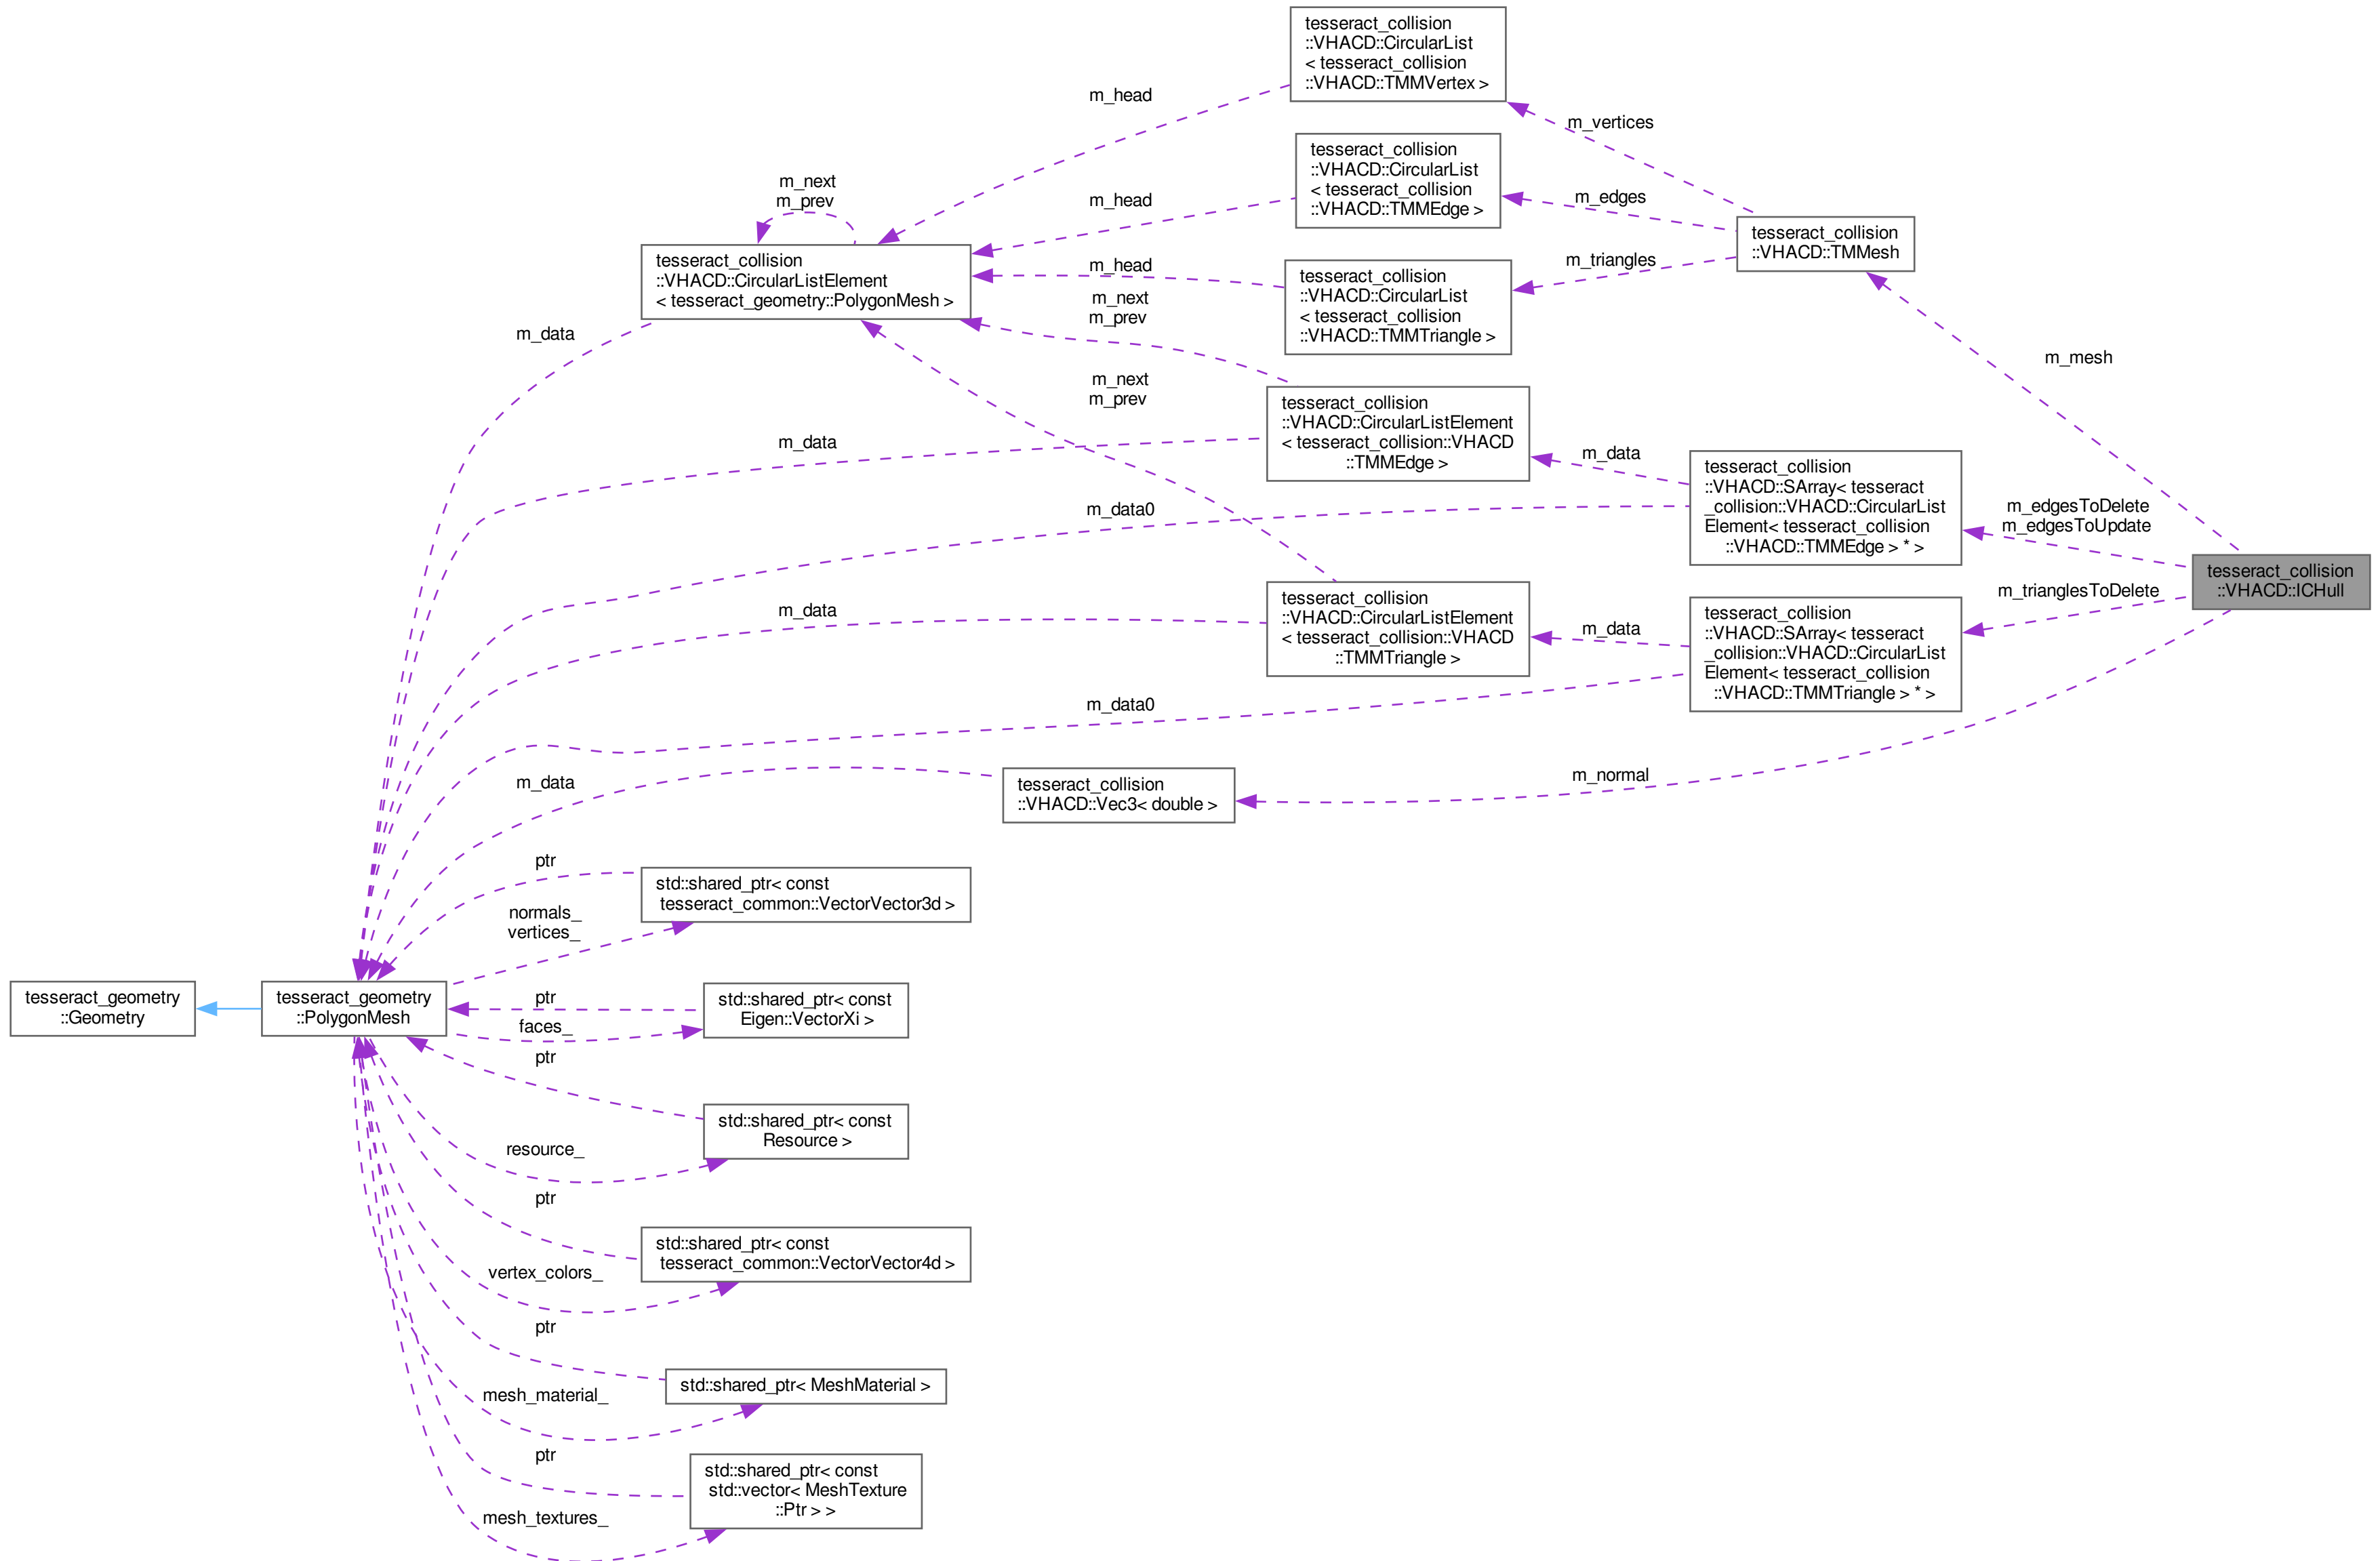 tesseract_collision
::VHACD::CircularList
< tesseract_collision
::VHACD::TMMVertex >
m_head
m_vertices
tesseract_collision
::VHACD::CircularList
< tesseract_collision
::VHACD::TMMEdge >
m_next
m_prev
m_head
m_edges
tesseract_collision
::VHACD::TMMesh
tesseract_collision
::VHACD::CircularListElement
< tesseract_geometry::PolygonMesh >
m_head
m_triangles
tesseract_collision
::VHACD::CircularList
< tesseract_collision
::VHACD::TMMTriangle >
m_next
m_prev
m_data
m_mesh
m_next
m_prev
tesseract_collision
::VHACD::CircularListElement
< tesseract_collision::VHACD
::TMMEdge >
m_data
m_data
tesseract_collision
::VHACD::SArray< tesseract
_collision::VHACD::CircularList
Element< tesseract_collision
::VHACD::TMMEdge > * >
m_data0
m_edgesToDelete
m_edgesToUpdate
tesseract_collision
::VHACD::ICHull
m_trianglesToDelete
tesseract_collision
::VHACD::CircularListElement
< tesseract_collision::VHACD
::TMMTriangle >
m_data
m_data
tesseract_collision
::VHACD::SArray< tesseract
_collision::VHACD::CircularList
Element< tesseract_collision
::VHACD::TMMTriangle > * >
m_data0
m_data
tesseract_collision
::VHACD::Vec3< double >
m_normal
ptr
std::shared_ptr< const
tesseract_common::VectorVector3d >
normals_
vertices_
tesseract_geometry
::Geometry
tesseract_geometry
::PolygonMesh
ptr
faces_
std::shared_ptr< const
Eigen::VectorXi >
ptr
std::shared_ptr< const
Resource >
resource_
ptr
std::shared_ptr< const
tesseract_common::VectorVector4d >
vertex_colors_
ptr
std::shared_ptr< MeshMaterial >
mesh_material_
ptr
std::shared_ptr< const
std::vector< MeshTexture
::Ptr > >
mesh_textures_